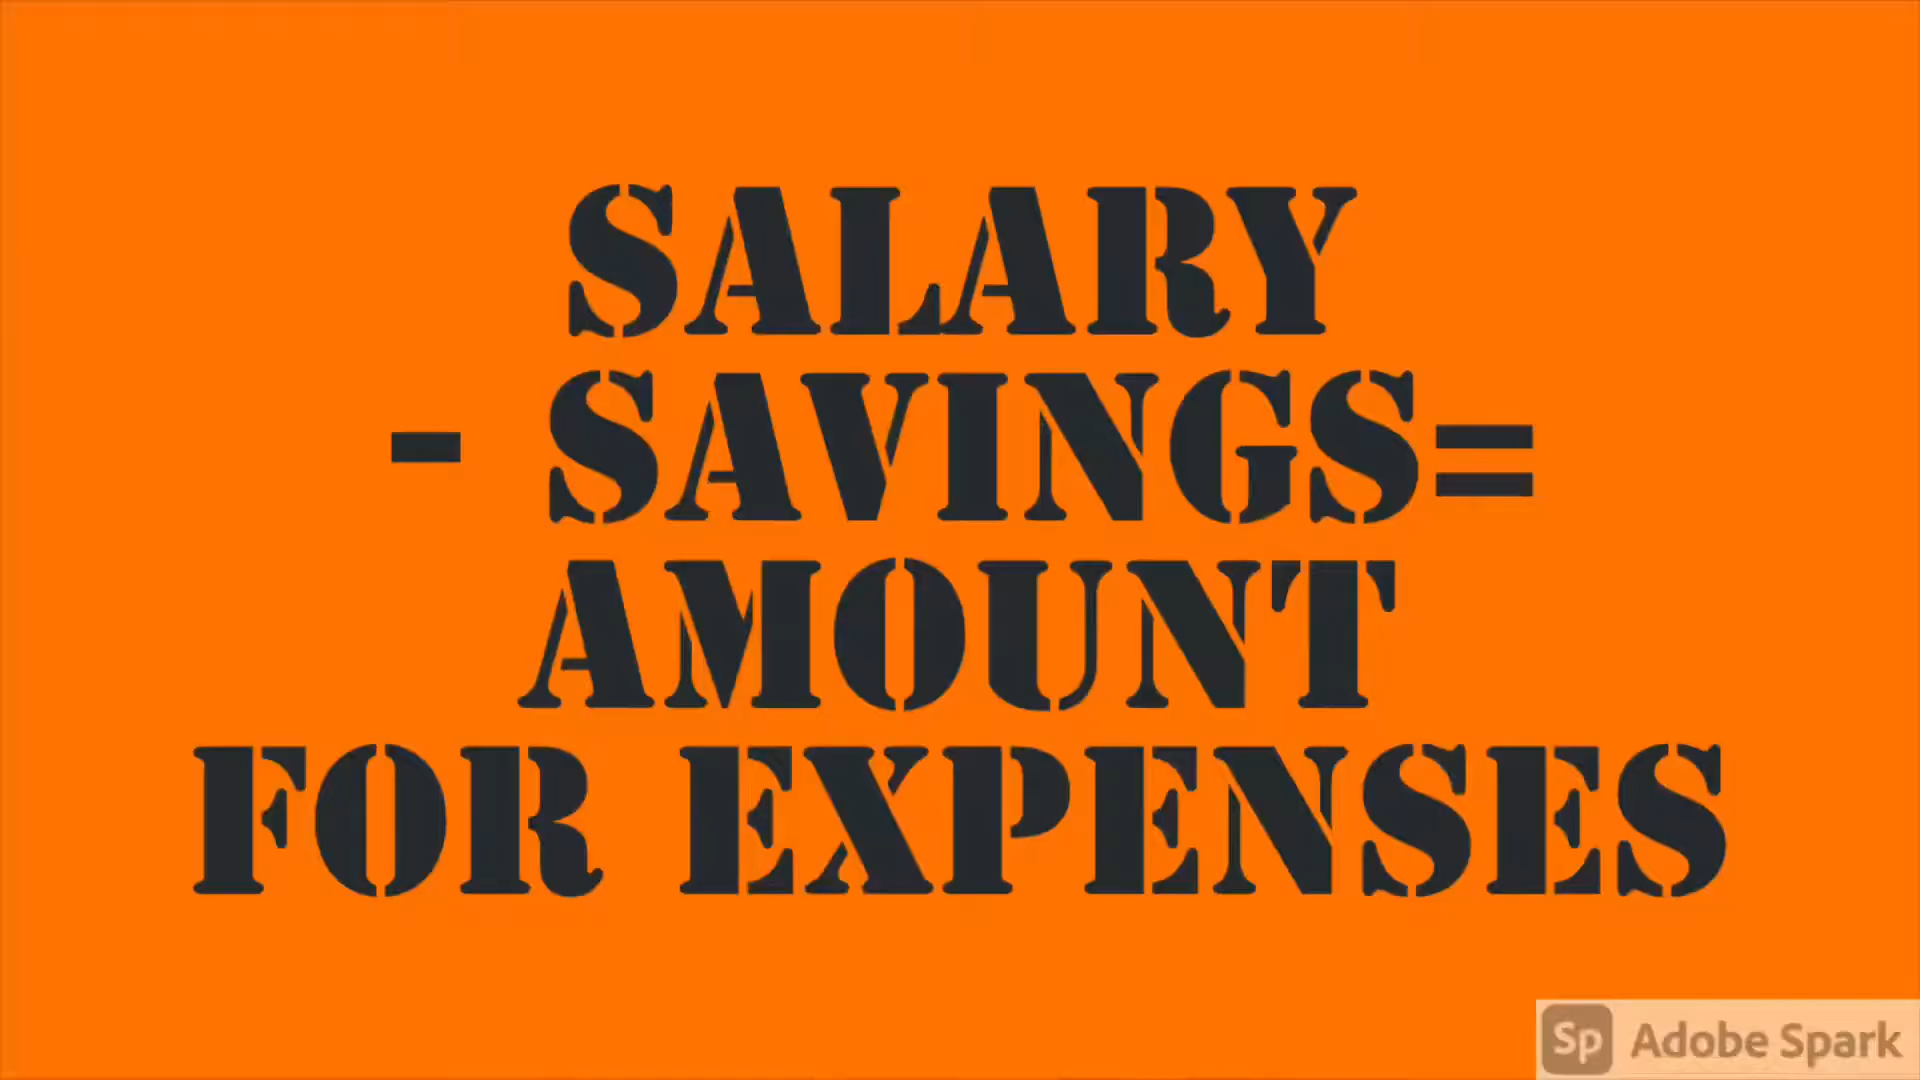 SALARY
- SAVINGS=
AMOUNT
FOR EXPENSES
Sp Adobe Spark